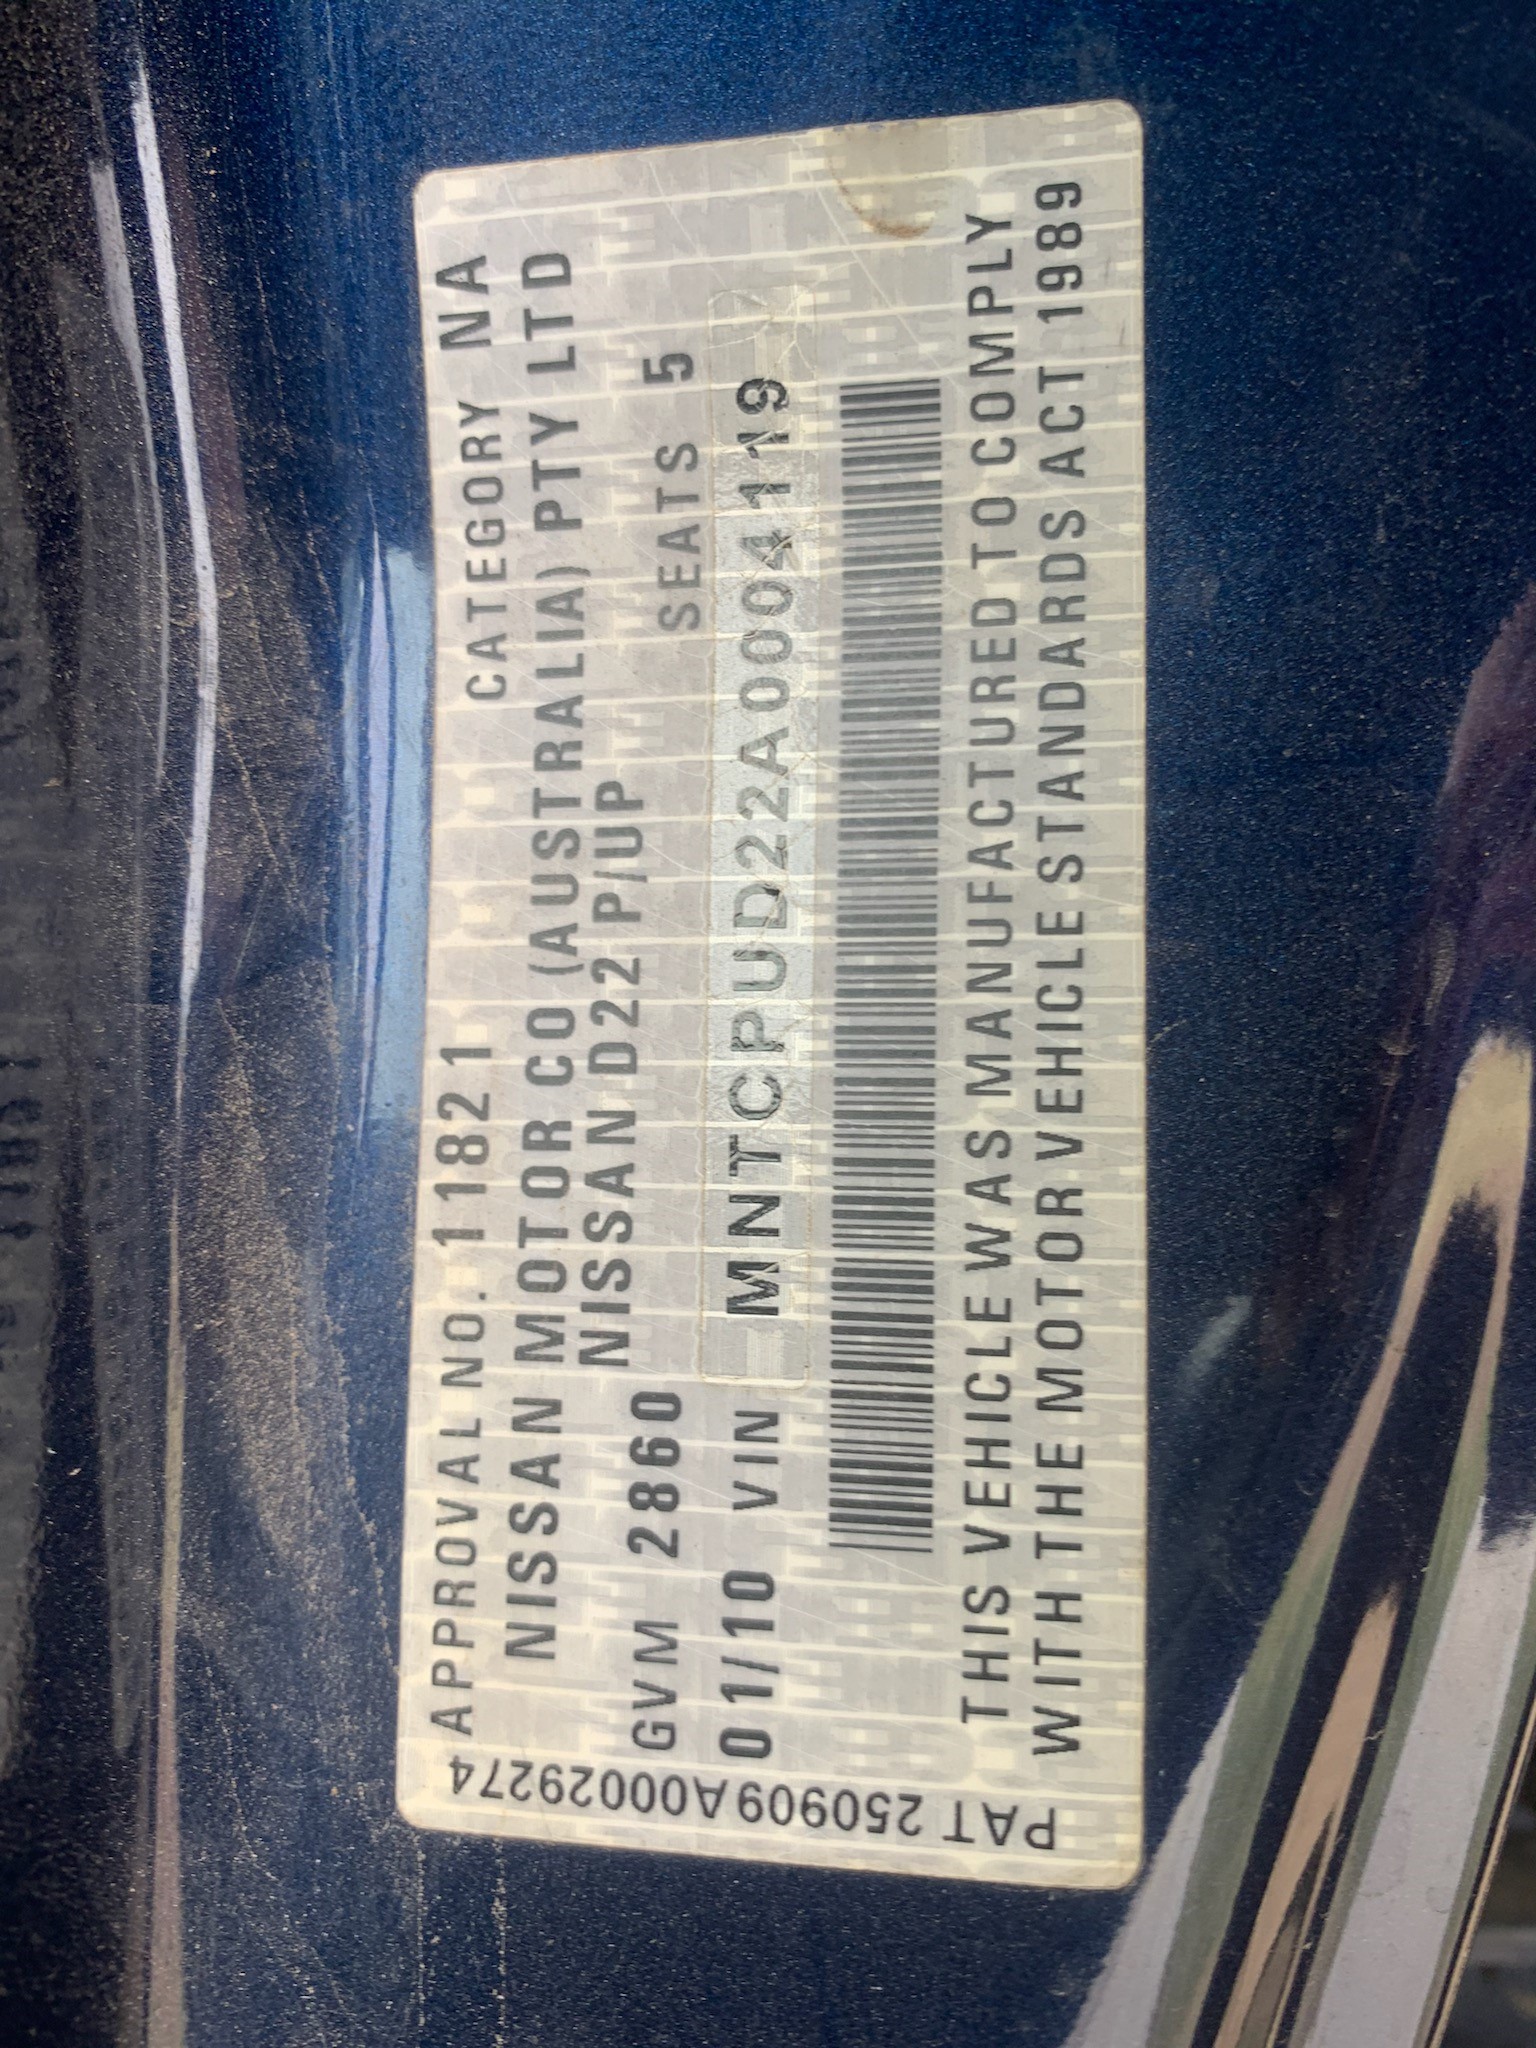 APPROVAL NO. 11821 CATEGORY NA
NISSAN MOTOR CO (AUSTRALIA) PTY LTD
NISSAN D22 P/UP
GVM 2860 SEATS 5
01/10 VIN MNTCPUD22A0004119
THIS VEHICLE WAS MANUFACTURED TO COMPLY
WITH THE MOTOR VEHICLE STANDARDS ACT 1989
PAT 250909A00029274